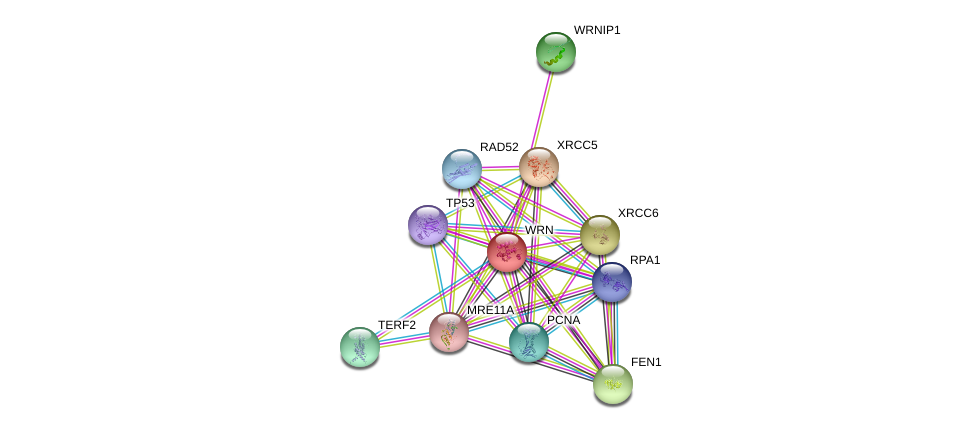 WRNIP1
RAD52
XRCC5
TP53
XRCC6
WRN
RPA1
MRE11A
PCNA
TERF2
FEN1